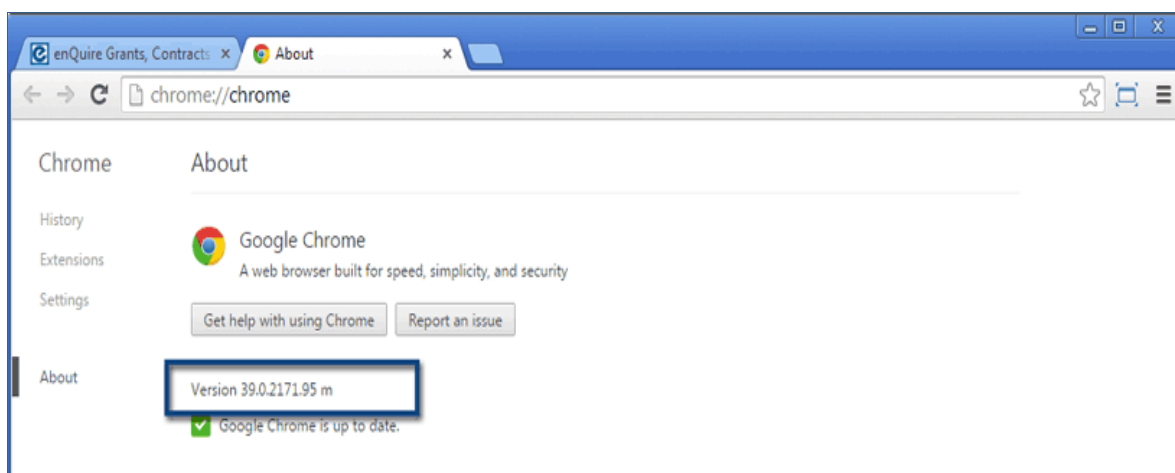 enQuire Grants, Contracts
About
chrome://chrome
Chrome
About
History
Extensions
Settings
Google Chrome
A web browser built for speed, simplicity, and security
Get help with using Chrome
Report an issue
About
Version 39.0.2171.95 m
Google Chrome is up to date.